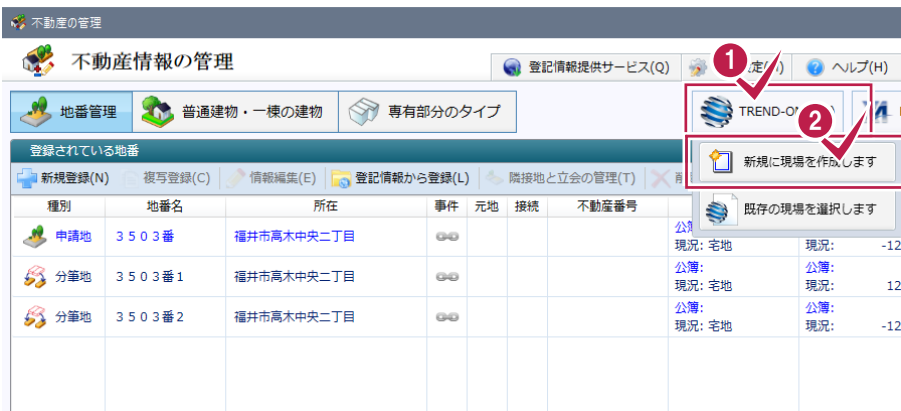 不動産の管理
不動産情報の管理
登記情報提供サービス(Q)
定(
ヘルプ(H)
1
地番管理
普通建物・一棟の建物
専有部分のタイプ
TREND-O
2
登録されている地番
新規に現場を作成します
新規登録(N)
複写登録(C)
情報編集(E)
登記情報から登録(L)
隣接地と立会の管理(T)
既存の現場を選択します
種別 地番名 所在 事件 元地 接続 不動産番号
申請地 3503番 福井市高木中央二丁目
現況: 宅地 現況: -12
分筆地 3503番1 福井市高木中央二丁目
公簿: 公簿:
現況: 宅地 現況: 12
分筆地 3503番2 福井市高木中央二丁目
公簿: 公簿:
現況: 宅地 現況: -12